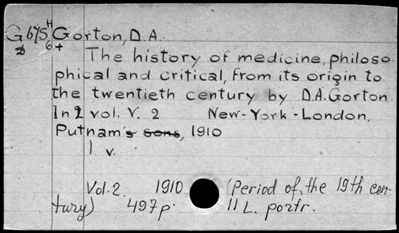 G675 H Gorton, D.A.
6+
The history of medicine, philoso-
phical and critical, from its origin to
the twentieth century by D.A. Gorton
In 2 vol. V. 2 New-York - London,
Putnam's sons, 1910
1 v.
Vol. 2. 1910 (Period of the 19th cen-
tury) 497 p. 11 L. portr.